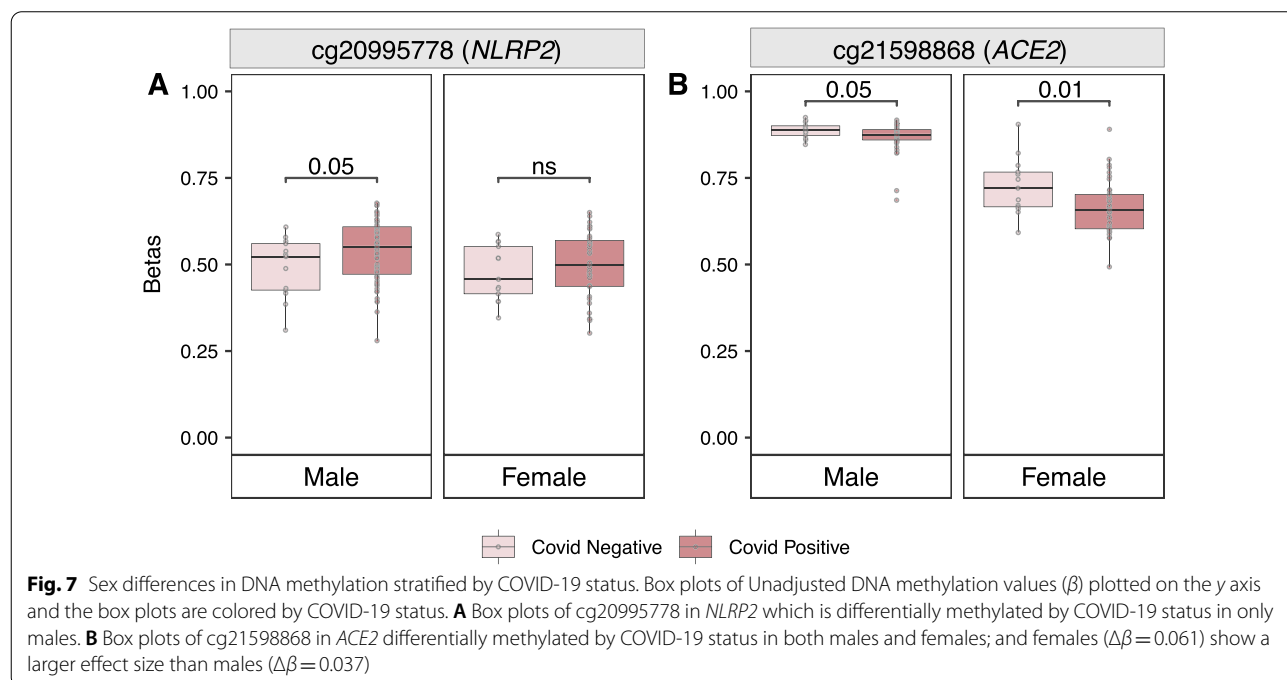 cg20995778 (NLRP2)
cg21598868 (ACE2)
A
B
Betas
1.00
0.75
0.50
0.25
0.00
0.05
ns
Male
Female
1.00
0.75
0.50
0.25
0.00
0.05
0.01
Male
Female
Covid Negative
Covid Positive
Fig. 7 Sex differences in DNA methylation stratified by COVID-19 status. Box plots of Unadjusted DNA methylation values (β) plotted on the y axis
and the box plots are colored by COVID-19 status. A Box plots of cg20995778 in NLRP2 which is differentially methylated by COVID-19 status in only
males. B Box plots of cg21598868 in ACE2 differentially methylated by COVID-19 status in both males and females; and females (Δβ = 0.061) show a
larger effect size than males (Δβ = 0.037)